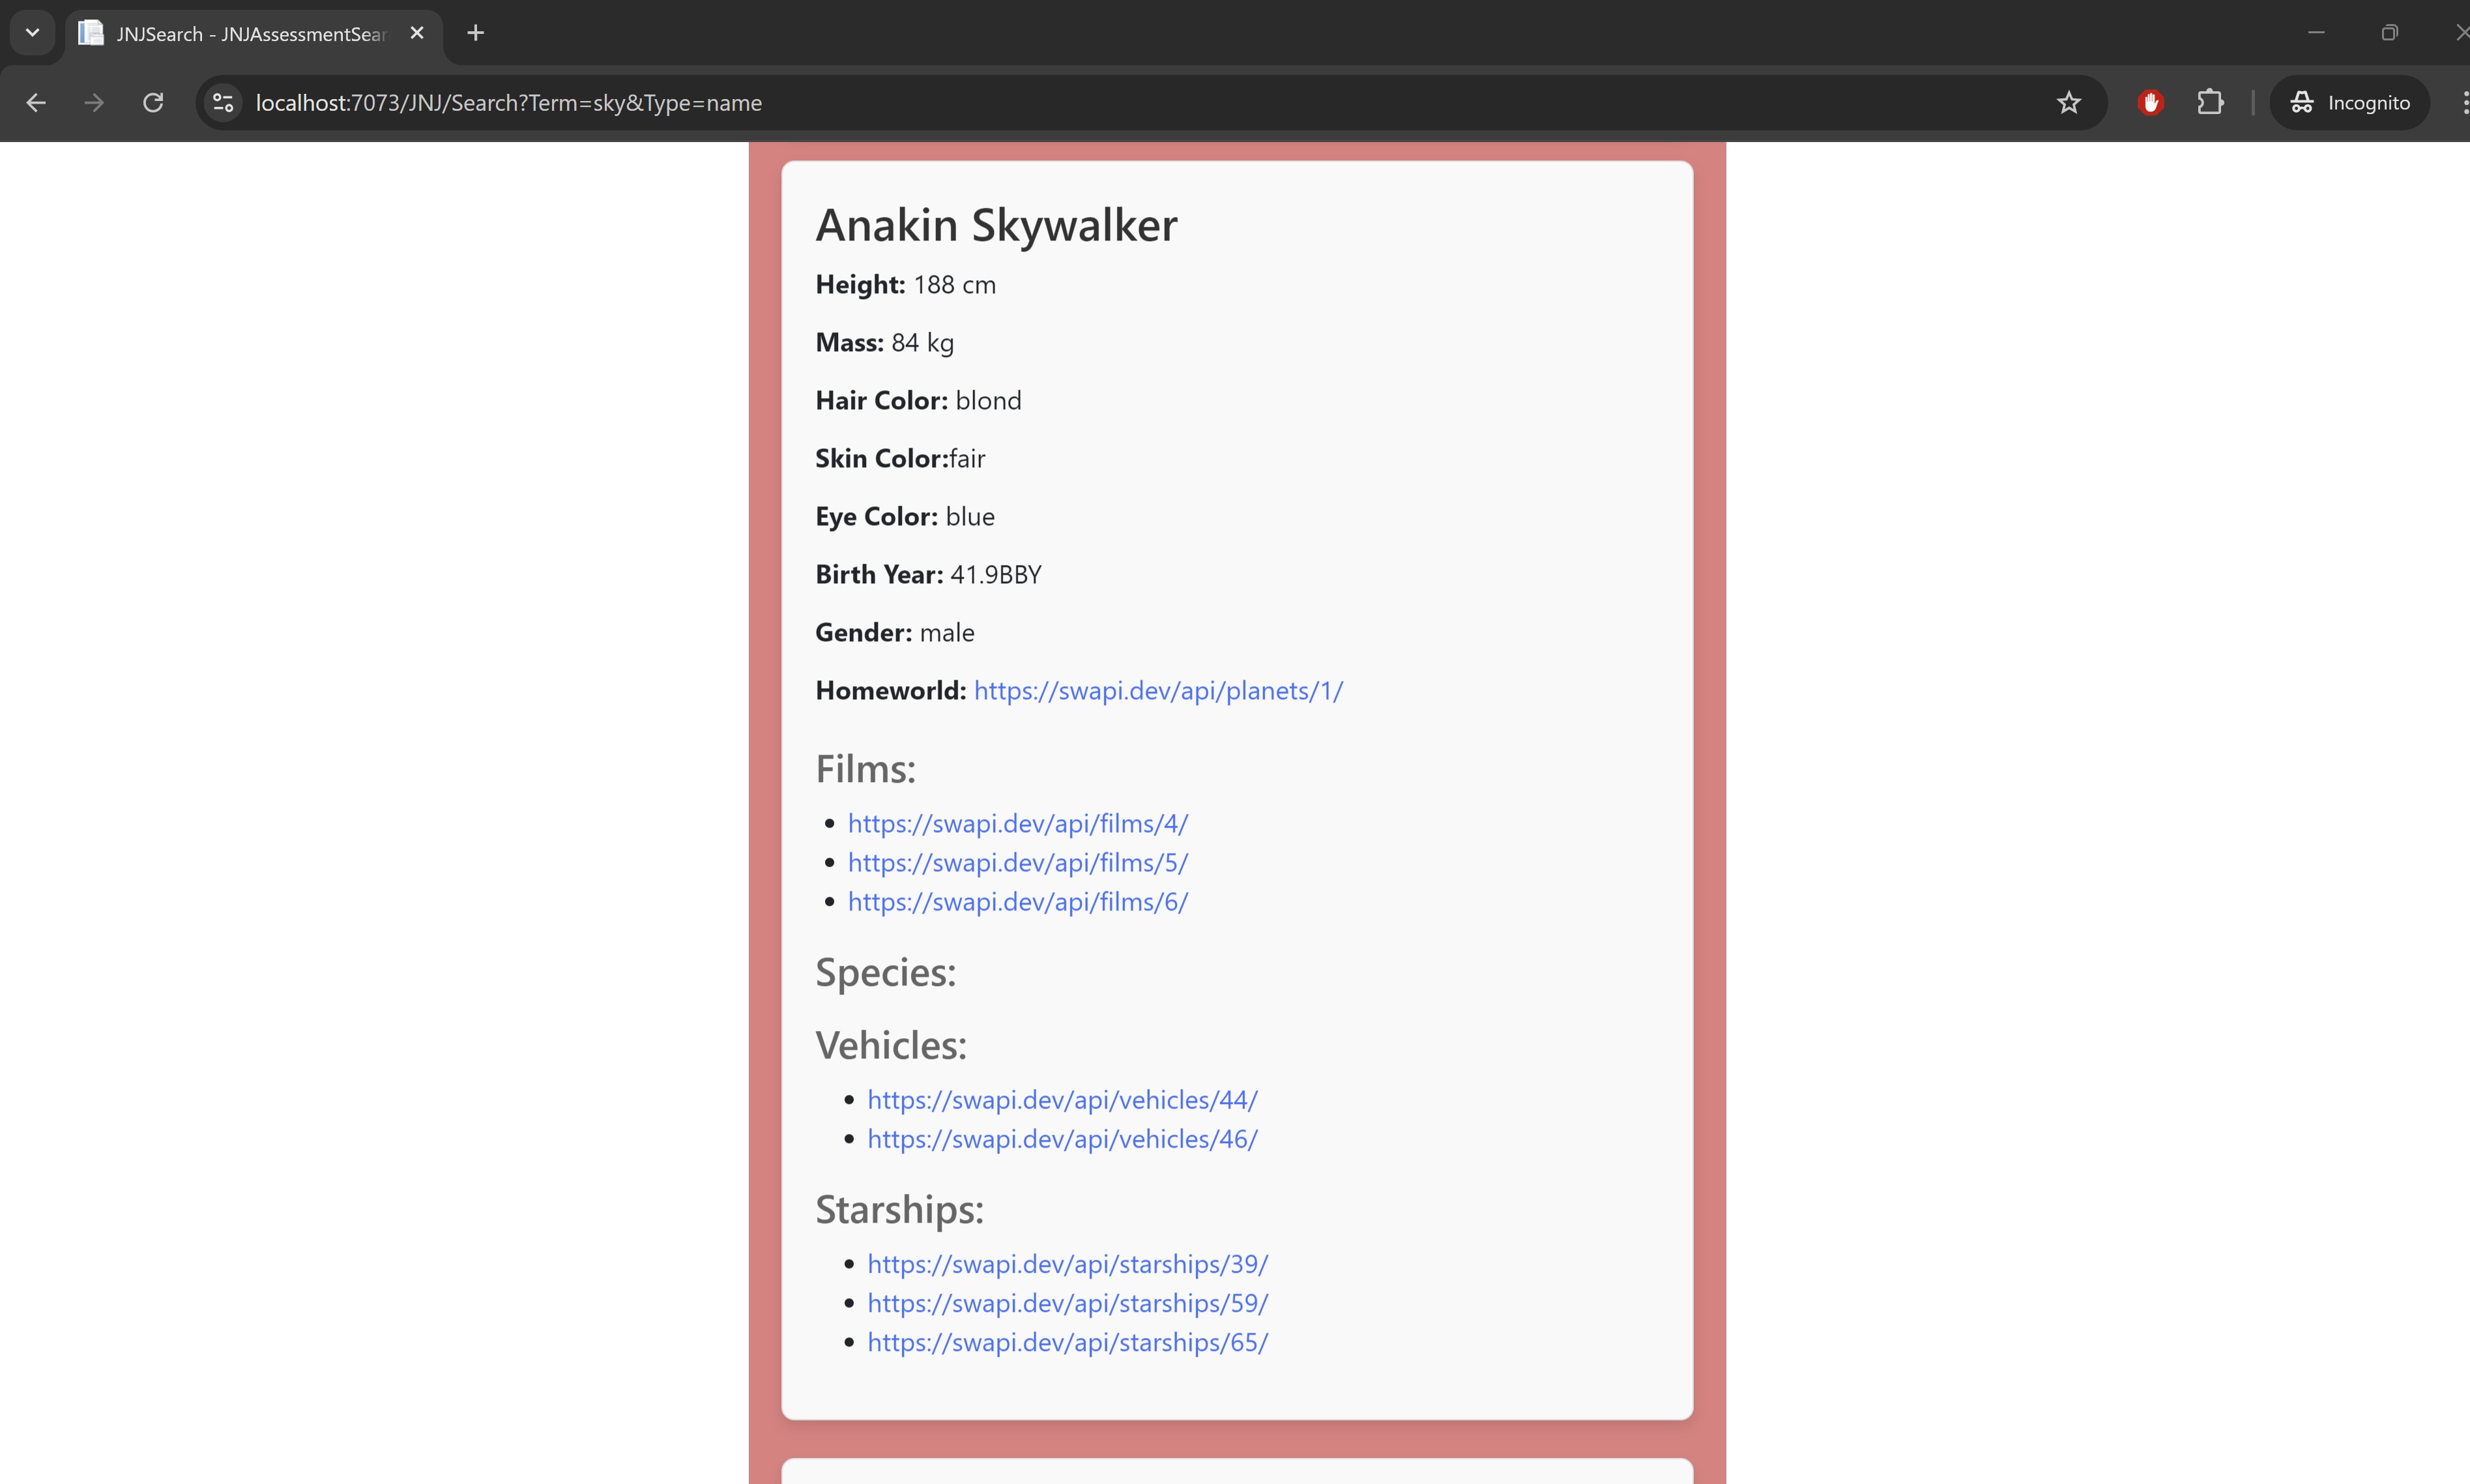 JNJSearch - JNJAssessmentSear
localhost:7073/JNJ/Search?Term=sky&Type=name
Incognito
Anakin Skywalker
Height: 188 cm
Mass: 84 kg
Hair Color: blond
Skin Color:fair
Eye Color: blue
Birth Year: 41.9BBY
Gender: male
Homeworld: https://swapi.dev/api/planets/1/
Films:
https://swapi.dev/api/films/4/
https://swapi.dev/api/films/5/
https://swapi.dev/api/films/6/
Species:
Vehicles:
https://swapi.dev/api/vehicles/44/
https://swapi.dev/api/vehicles/46/
Starships:
https://swapi.dev/api/starships/39/
https://swapi.dev/api/starships/59/
https://swapi.dev/api/starships/65/